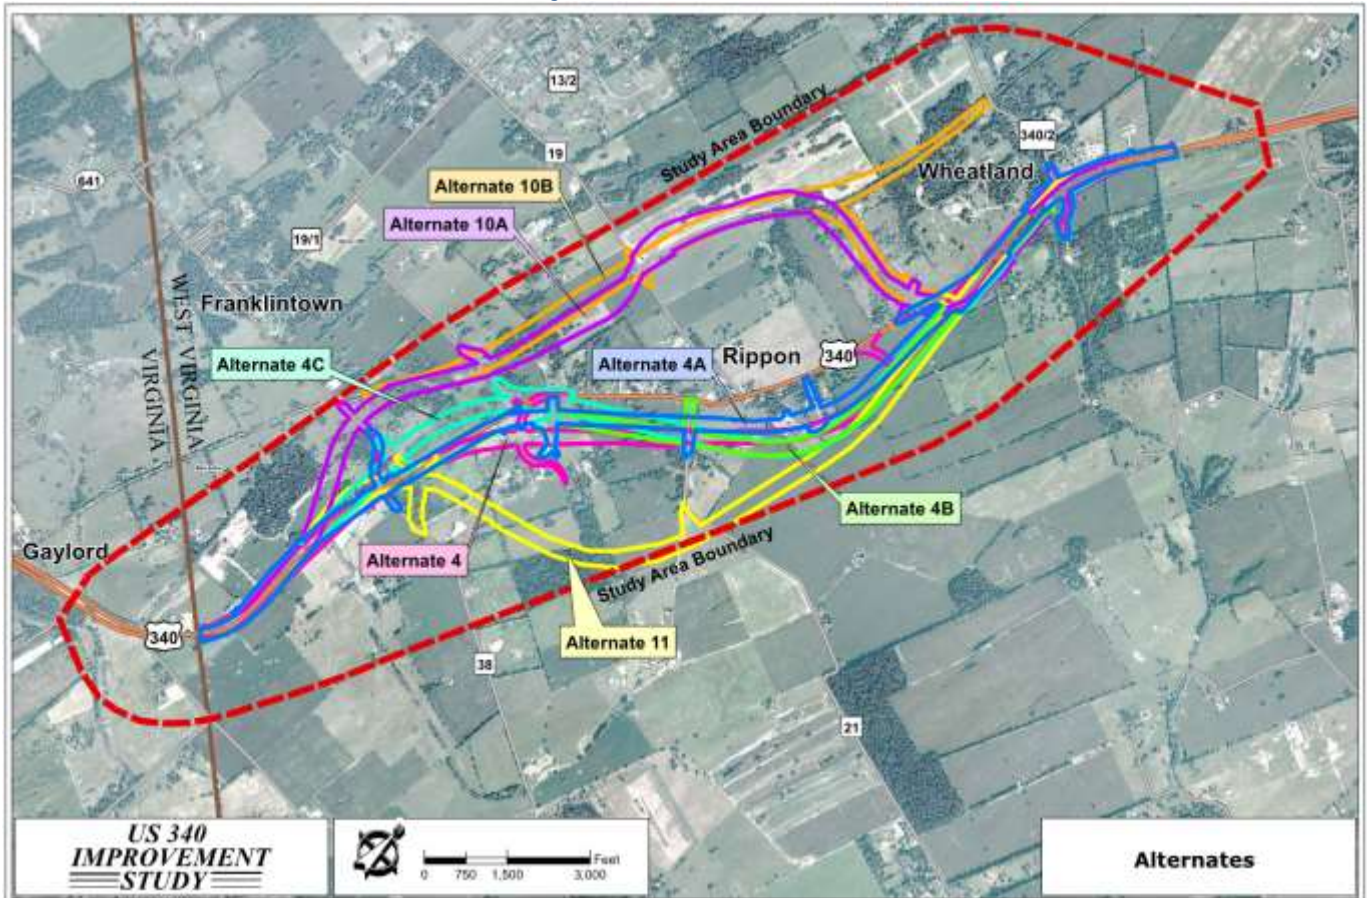 13/2
Study Area Boundary
340/2
19
Wheatland
641
Alternate 10B
Alternate 10A
19/1
WEST VIRGINIA
VIRGINIA
Franklintown
Alternate 4C
Alternate 4A
Rippon
340
Alternate 4B
Gaylord
Alternate 4
Study Area Boundary
340
Alternate 11
38
21
US 340
IMPROVEMENT
STUDY
0 750 1,500 3,000 Feet
Alternates